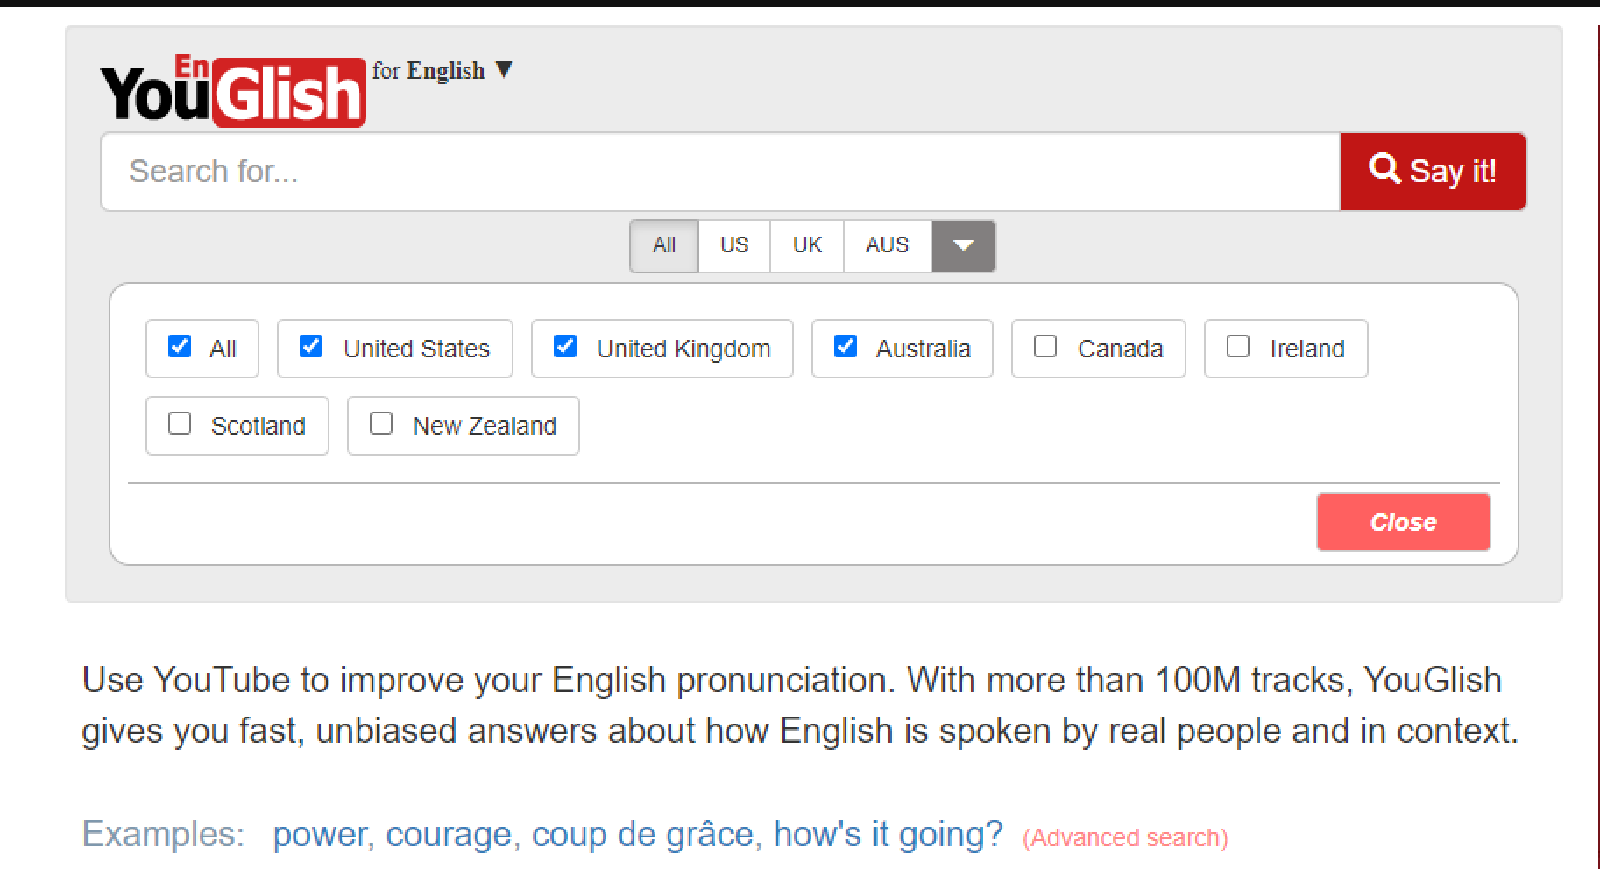 YouEnGlish for English ▼
Search for...
Say it!
All US UK AUS
All United States United Kingdom Australia Canada Ireland
Scotland New Zealand
Close
Use YouTube to improve your English pronunciation. With more than 100M tracks, YouGlish
gives you fast, unbiased answers about how English is spoken by real people and in context.
Examples: power, courage, coup de grâce, how's it going? (Advanced search)